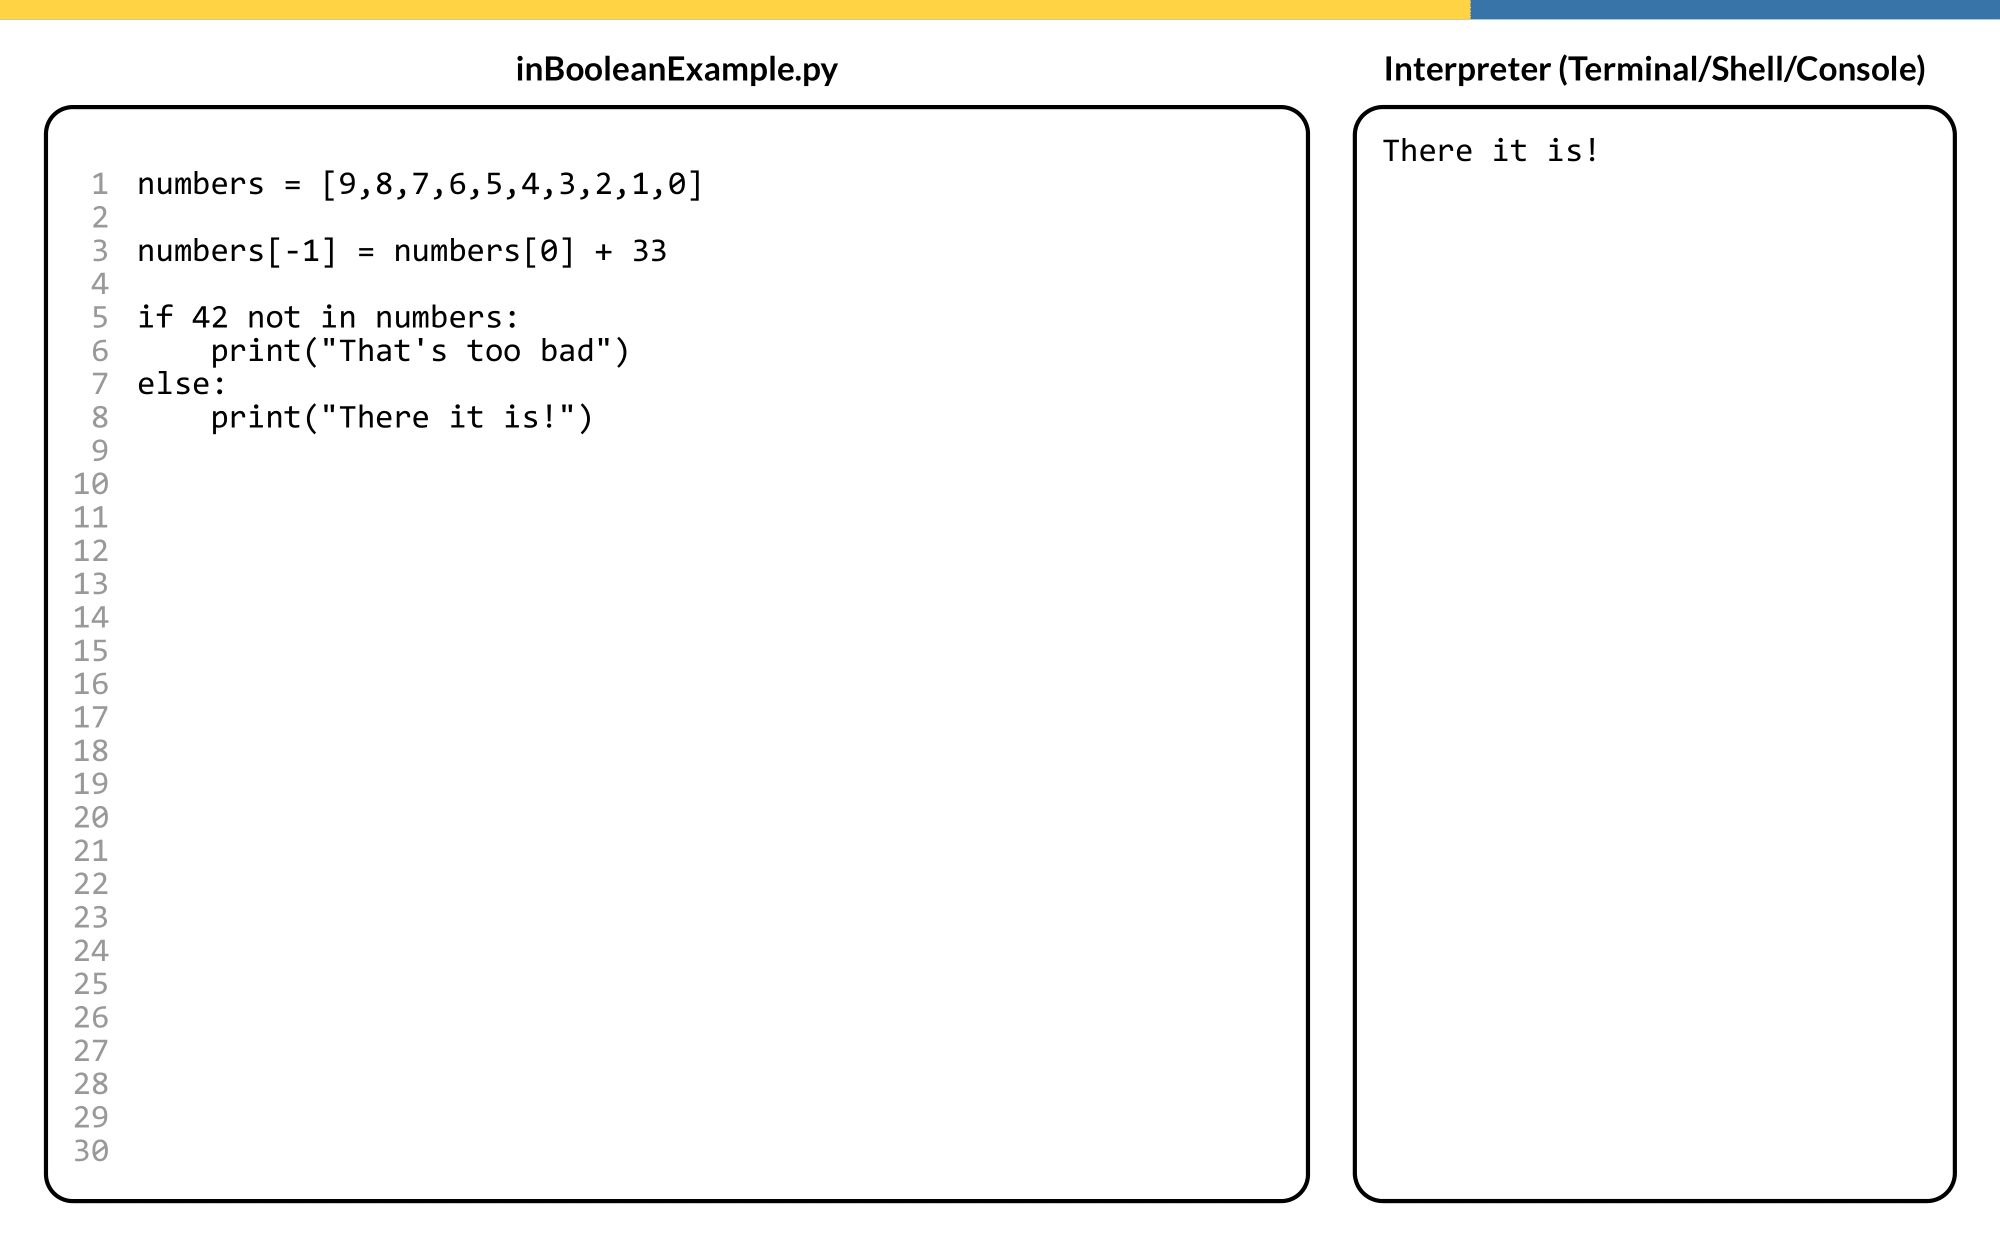 inBooleanExample.py
1 numbers = [9,8,7,6,5,4,3,2,1,0]
2
3 numbers[-1] = numbers[0] + 33
4
5 if 42 not in numbers:
6     print("That's too bad")
7 else:
8     print("There it is!")
9
10
11
12
13
14
15
16
17
18
19
20
21
22
23
24
25
26
27
28
29
30
Interpreter (Terminal/Shell/Console)
There it is!